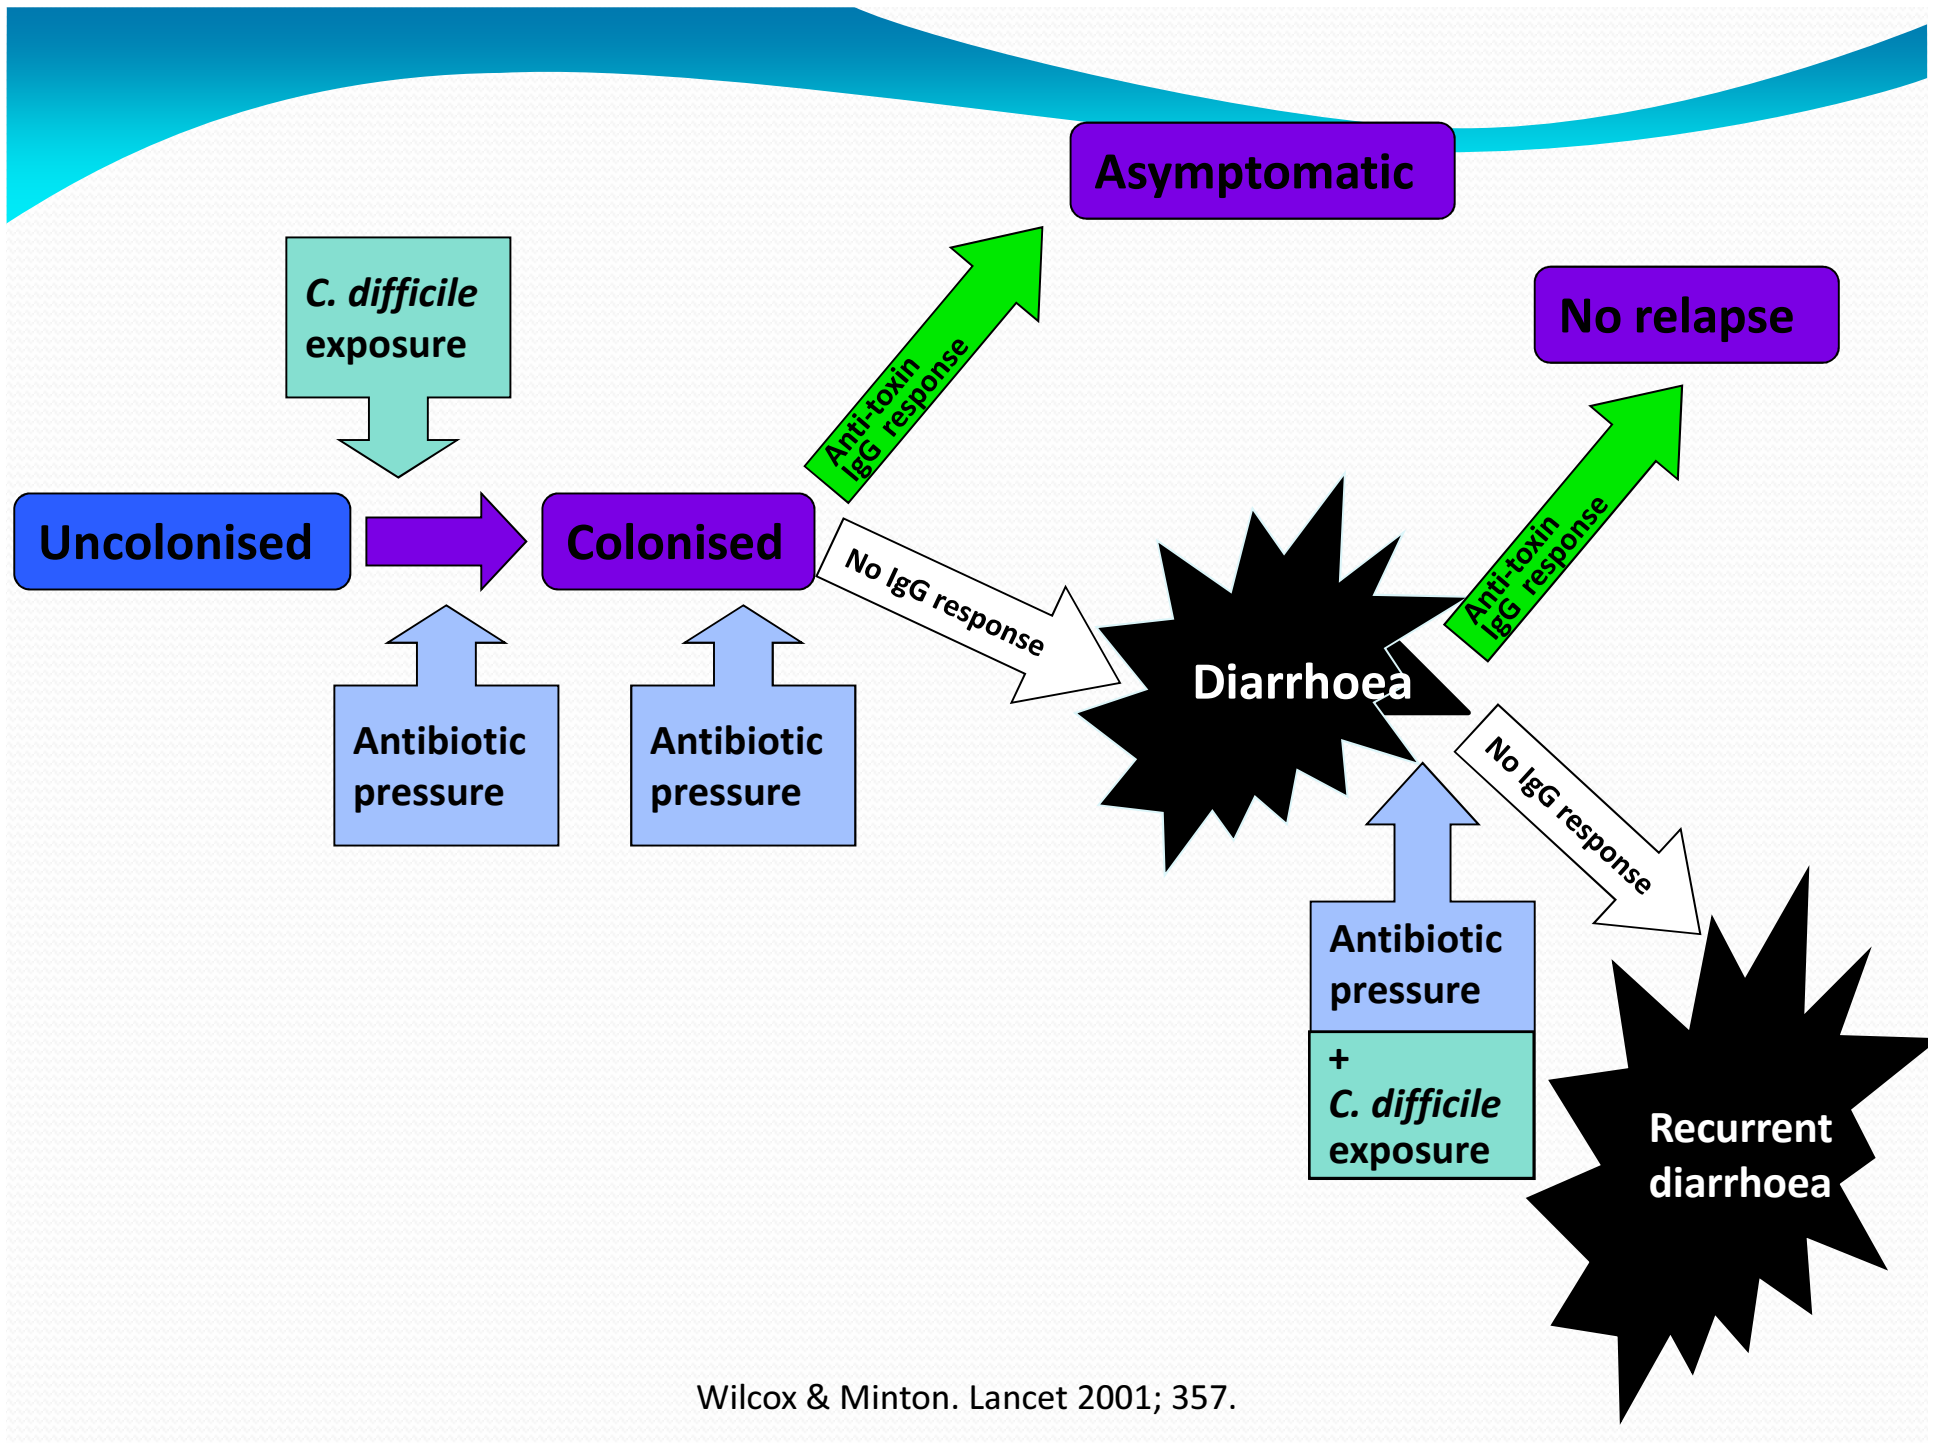 Asymptomatic
C. difficile
exposure
No relapse
Anti-toxin
IgG response
Uncolonised
Colonised
No IgG response
Anti-toxin
IgG response
Diarrhoea
Antibiotic
pressure
Antibiotic
pressure
No IgG response
Antibiotic
pressure
+
C. difficile
exposure
Recurrent
diarrhoea
Wilcox & Minton. Lancet 2001; 357.